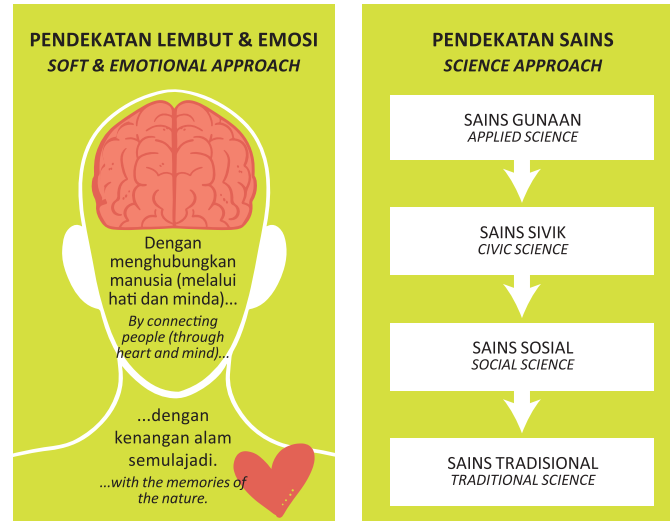 PENDEKATAN LEMBUT & EMOSI
SOFT & EMOTIONAL APPROACH
Dengan
menghubungkan
manusia (melalui
hati dan minda)...
By connecting
people (through
heart and mind)...
...dengan
kenangan alam
semulajadi.
...with the memories of
the nature.
PENDEKATAN SAINS
SCIENCE APPROACH
SAINS GUNAAN
APPLIED SCIENCE
SAINS SIVIK
CIVIC SCIENCE
SAINS SOSIAL
SOCIAL SCIENCE
SAINS TRADISIONAL
TRADITIONAL SCIENCE